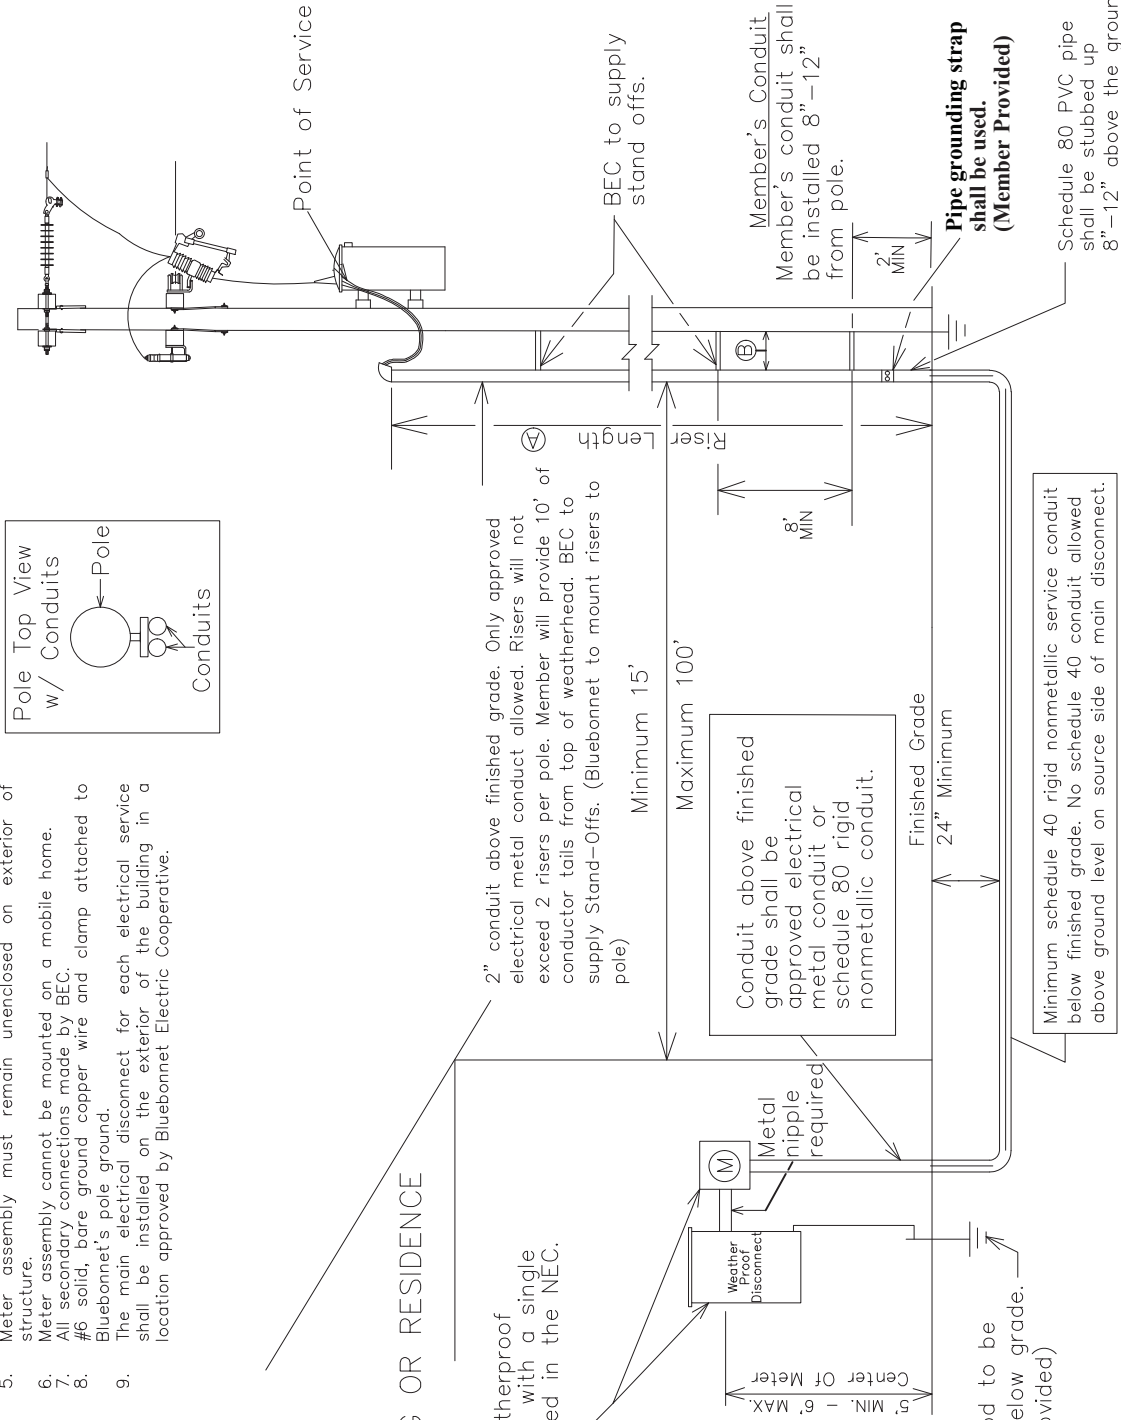 5. Meter assembly must remain unenclosed on exterior of
structure.
6. Meter assembly cannot be mounted on a mobile home.
7. All secondary connections made by BEC.
8. #6 solid, bare ground copper wire and clamp attached to
Bluebonnet's pole ground.
9. The main electrical disconnect for each electrical service
shall be installed on the exterior of the building in a
location approved by Bluebonnet Electric Cooperative.
Pole Top View
w/ Conduits
Pole
Conduits
Point of Service
BEC to supply
stand offs.
Member's Conduit
Member's conduit shall
be installed 8"-12"
from pole.
2'
MIN
Pipe grounding strap
shall be used.
(Member Provided)
Schedule 80 PVC pipe
shall be stubbed up
8"-12" above the groun
B
A
Riser Length
8'
MIN
2" conduit above finished grade. Only approved
electrical metal conduct allowed. Risers will not
exceed 2 risers per pole. Member will provide 10' of
conductor tails from top of weatherhead. BEC to
supply Stand-Offs. (Bluebonnet to mount risers to
pole)
Minimum 15'
Maximum 100'
Conduit above finished
grade shall be
approved electrical
metal conduit or
schedule 80 rigid
nonmetallic conduit.
Finished Grade
24" Minimum
Minimum schedule 40 rigid nonmetallic service conduit
below finished grade. No schedule 40 conduit allowed
above ground level on source side of main disconnect.
G OR RESIDENCE
therproof
with a single
ed in the NEC.
M
Metal
nipple
required
Weather
Proof
Disconnect
5' MIN. - 6' MAX.
Center Of Meter
od to be
elow grade.
ovided)